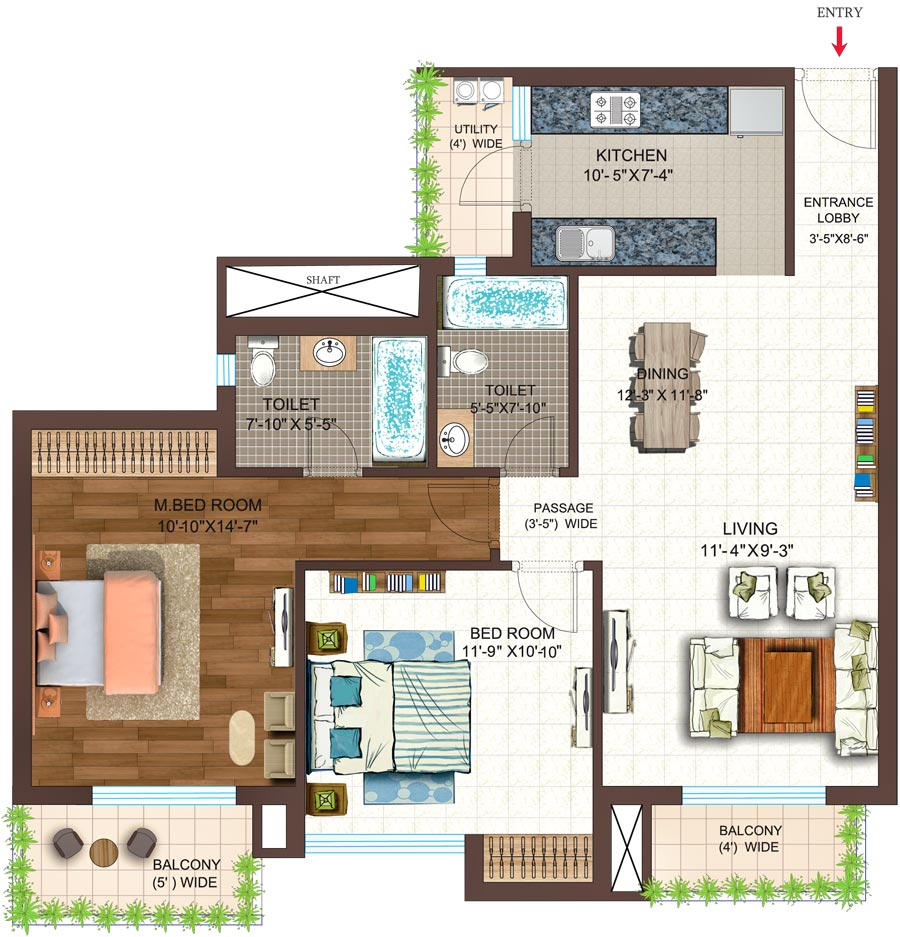 ENTRY
UTILITY
(4') WIDE
KITCHEN
10'- 5"X7'-4"
ENTRANCE
LOBBY
3'-5"X8'-6"
SHAFT
DINING
12'-3" X 11'-8"
TOILET
7'-10" X 5'-5"
TOILET
5'-5"X7'-10"
M.BED ROOM
10'-10"X14'-7"
PASSAGE
(3'-5") WIDE
LIVING
11'- 4"X9'-3"
BED ROOM
11'-9" X10'-10"
BALCONY
(5' ) WIDE
BALCONY
(4') WIDE